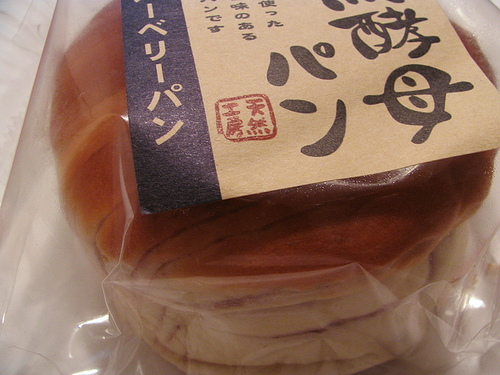 酵母
パン
使った
味のある
ンです
天然
工房
ーベリーパン